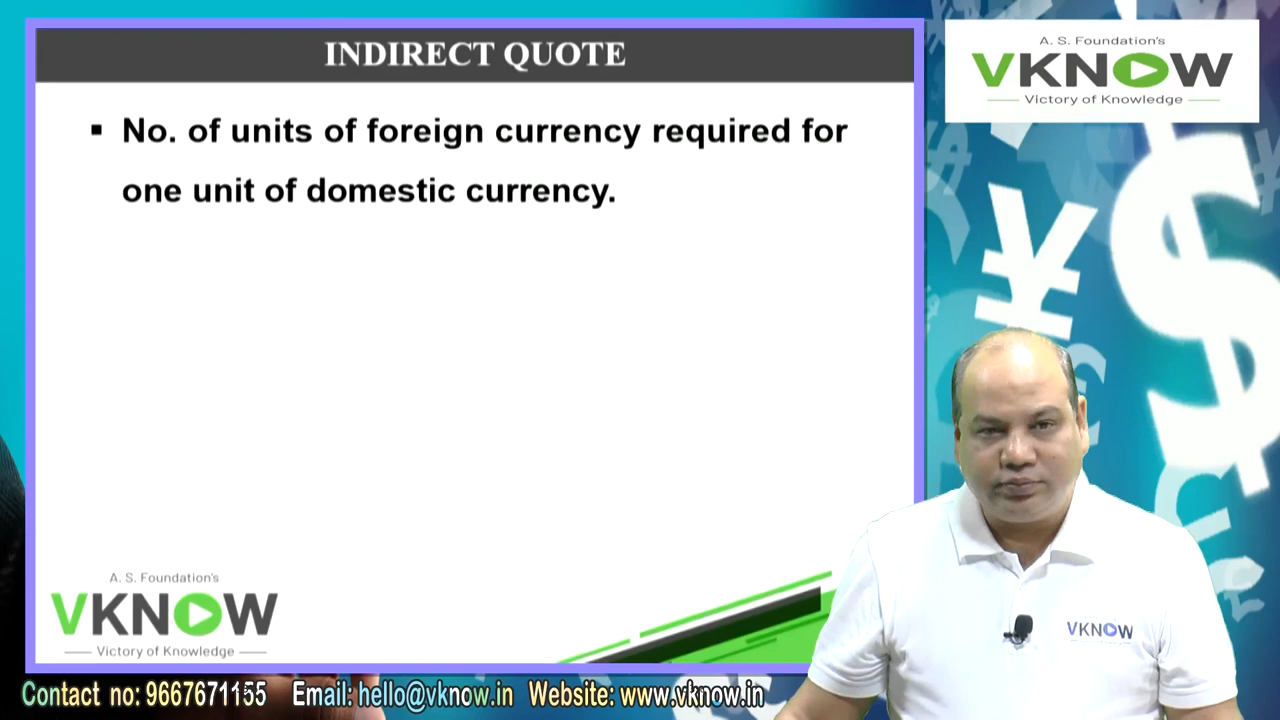 INDIRECT QUOTE
▪ No. of units of foreign currency required for
one unit of domestic currency.
A. S. Foundation's
VKNOW
Victory of Knowledge
A. S. Foundation's
VKNOW
Victory of Knowledge
VKNOW
Contact no: 9667671155 Email: hello@vknow.in Website: www.vknow.in